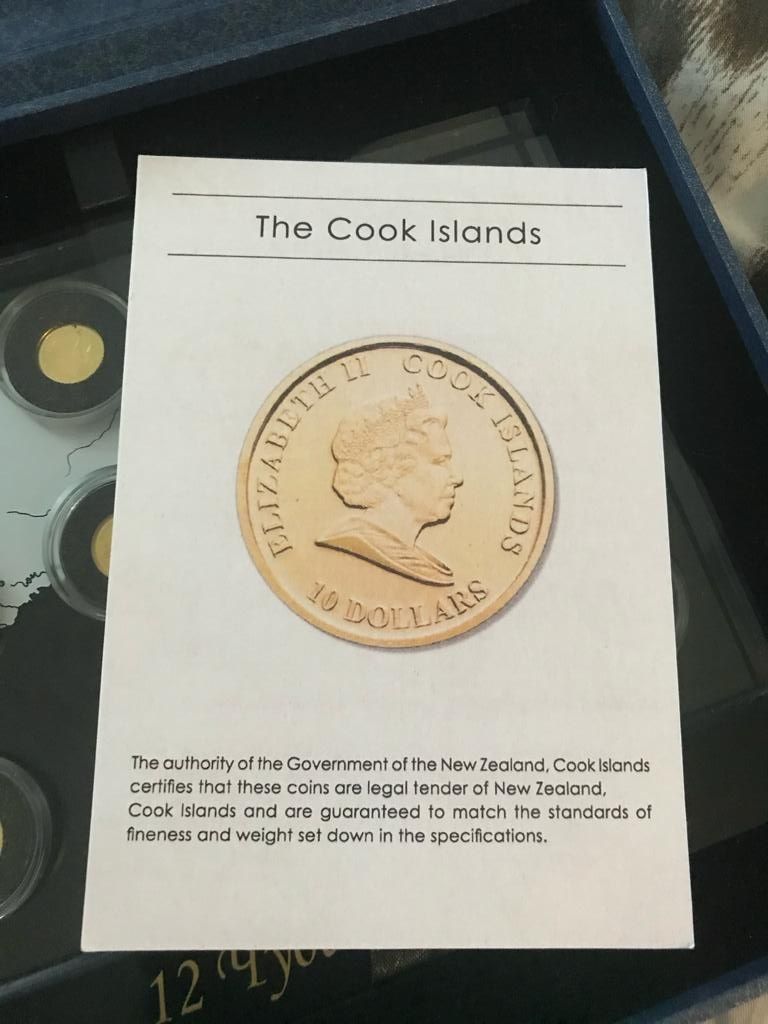 The Cook Islands
ELIZABETH II COOK ISLANDS
10 DOLLARS
The authority of the Government of the New Zealand, Cook Islands
certifies that these coins are legal tender of New Zealand,
Cook Islands and are guaranteed to match the standards of
fineness and weight set down in the specifications.
12